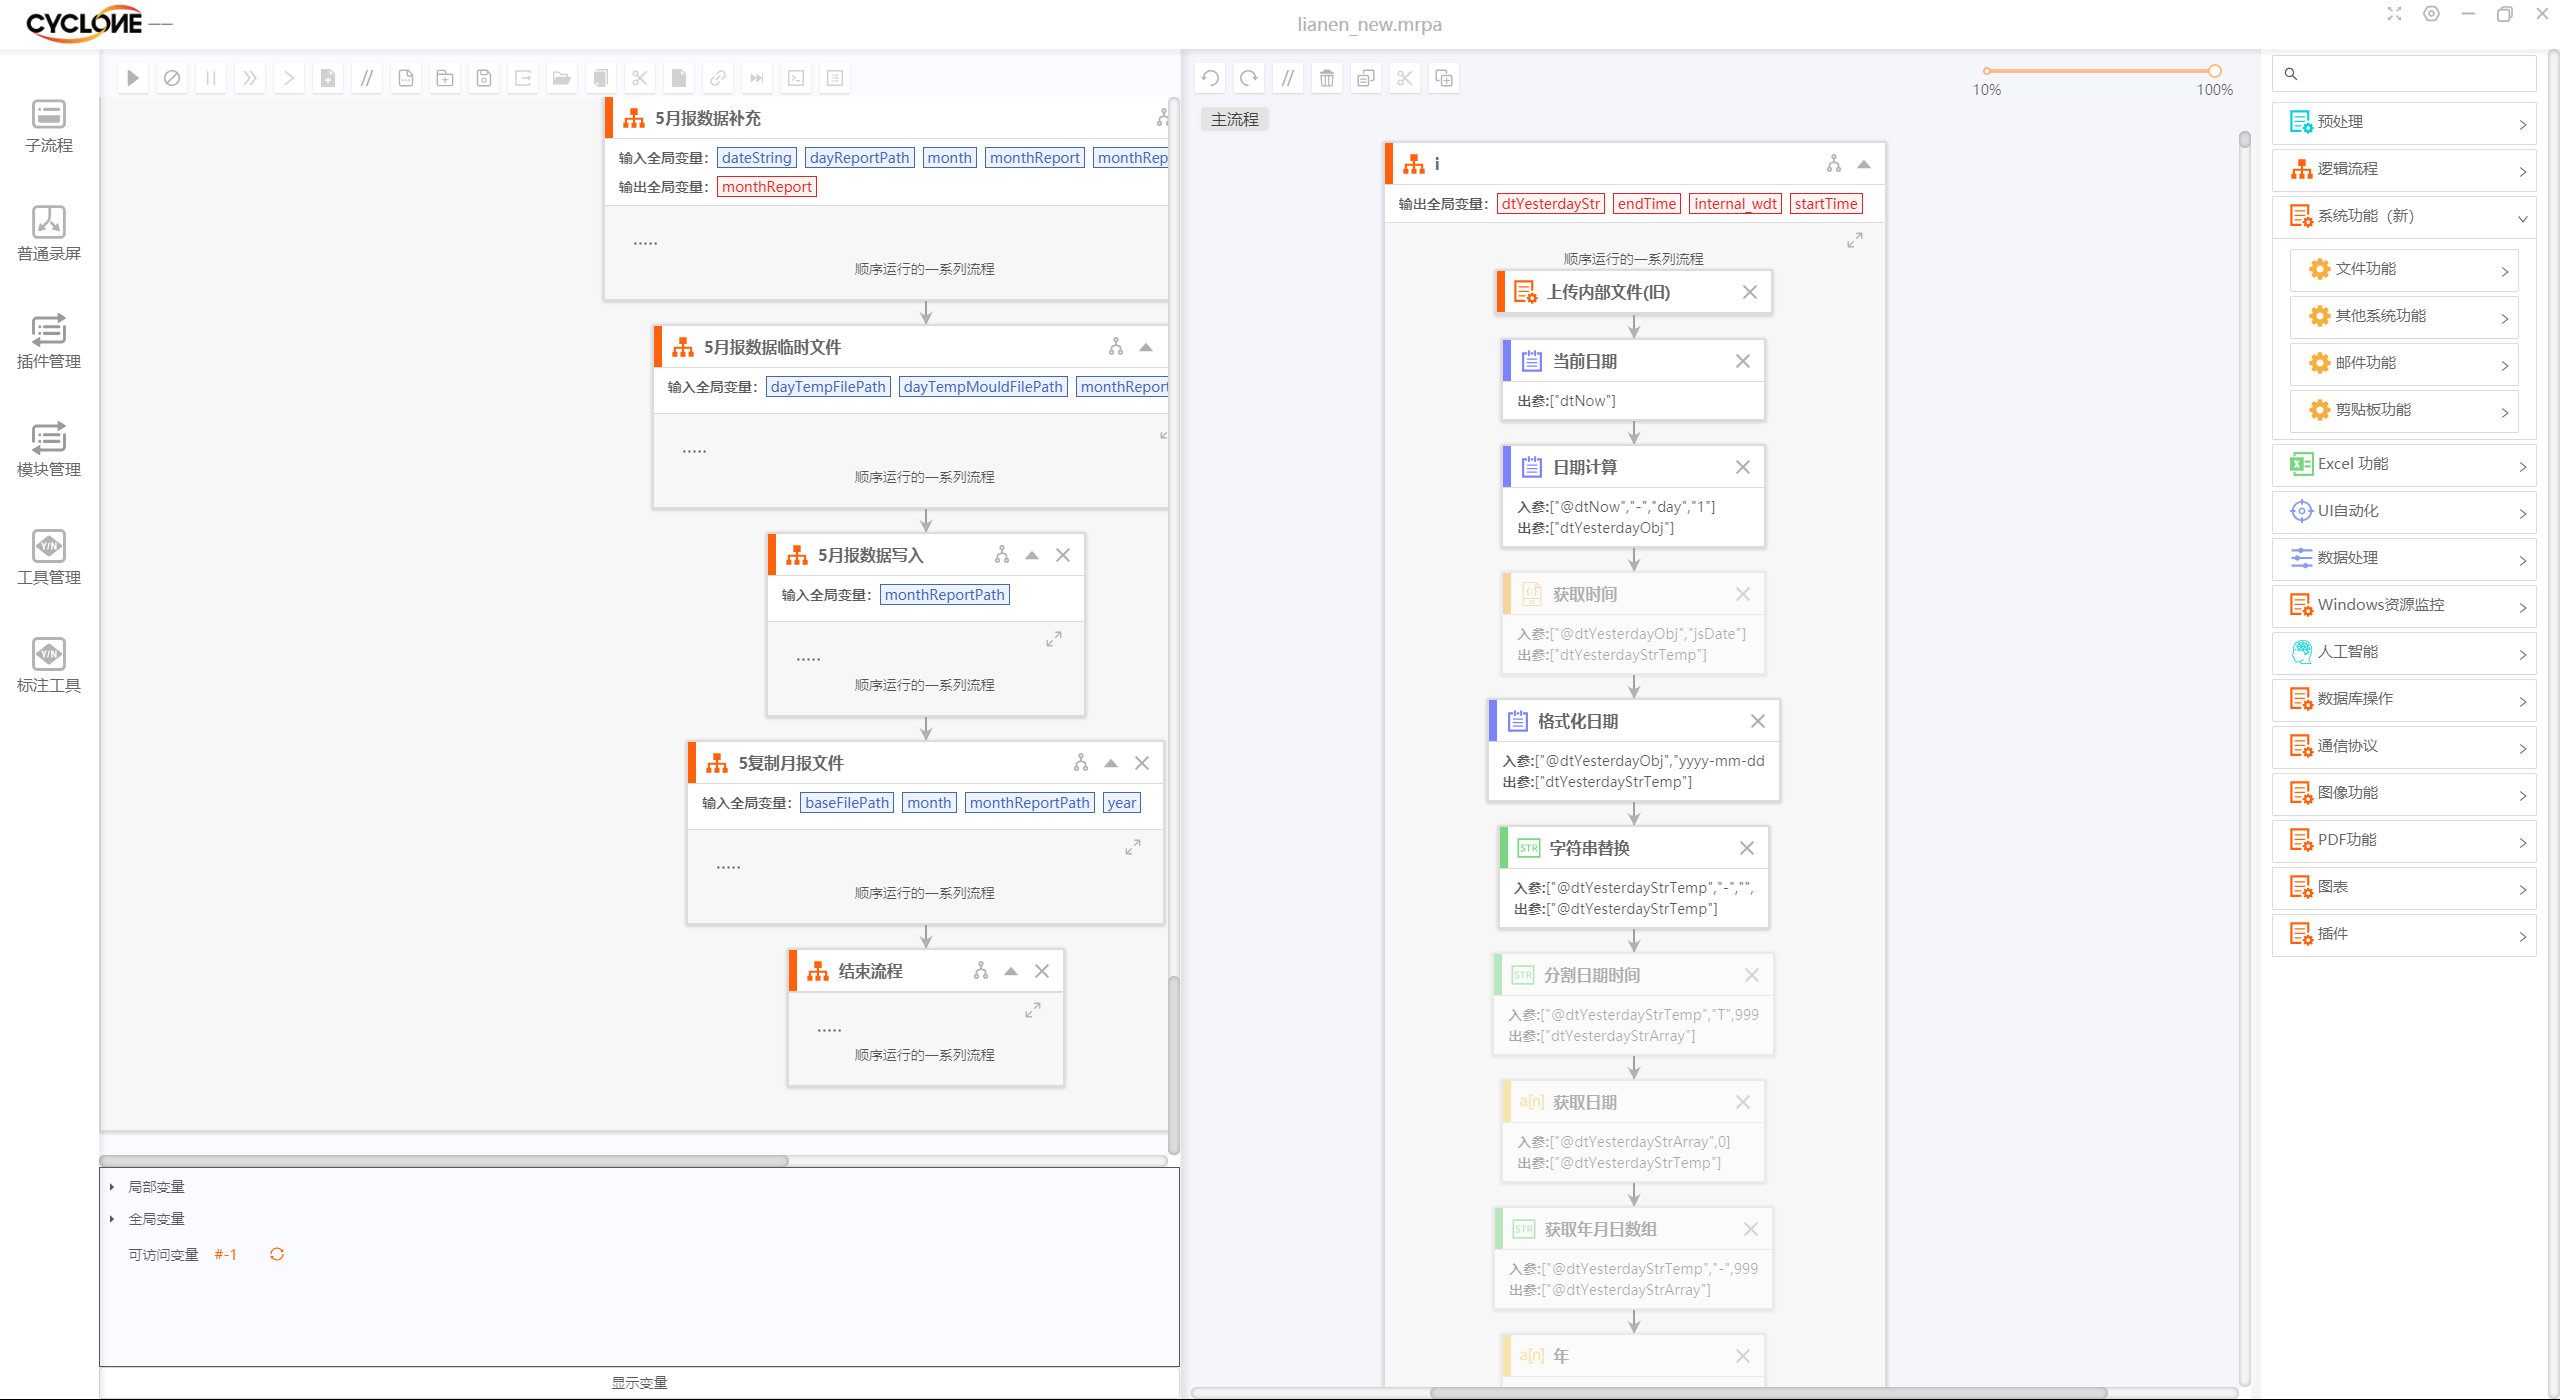 CYCLONE
lianen_new.mrpa
子流程
普通录屏
插件管理
模块管理
工具管理
标注工具
5月报数据补充
输入全局变量: dateString dayReportPath month monthReport monthRep
输出全局变量: monthReport
.....
顺序运行的一系列流程
5月报数据临时文件
输入全局变量: dayTempFilePath dayTempMouldFilePath monthReport
.....
顺序运行的一系列流程
5月报数据写入
输入全局变量: monthReportPath
.....
顺序运行的一系列流程
5复制月报文件
输入全局变量: baseFilePath month monthReportPath year
.....
顺序运行的一系列流程
结束流程
.....
顺序运行的一系列流程
局部变量
全局变量
可访问变量 #-1
显示变量
10% 100%
主流程
i
输出全局变量: dtYesterdayStr endTime internal_wdt startTime
顺序运行的一系列流程
上传内部文件(旧)
当前日期
出参:["dtNow"]
日期计算
入参:["@dtNow","-","day","1"]
出参:["dtYesterdayObj"]
获取时间
入参:["@dtYesterdayObj","jsDate"]
出参:["dtYesterdayStrTemp"]
格式化日期
入参:["@dtYesterdayObj","yyyy-mm-dd
出参:["dtYesterdayStrTemp"]
STR 字符串替换
入参:["@dtYesterdayStrTemp","-","",
出参:["@dtYesterdayStrTemp"]
STR 分割日期时间
入参:["@dtYesterdayStrTemp","T",999
出参:["dtYesterdayStrArray"]
a[n] 获取日期
入参:["@dtYesterdayStrArray",0]
出参:["@dtYesterdayStrTemp"]
STR 获取年月日数组
入参:["@dtYesterdayStrTemp","-",999
出参:["@dtYesterdayStrArray"]
a[n] 年
预处理
逻辑流程
系统功能（新）
文件功能
其他系统功能
邮件功能
剪贴板功能
Excel 功能
UI自动化
数据处理
Windows资源监控
人工智能
数据库操作
通信协议
图像功能
PDF功能
图表
插件